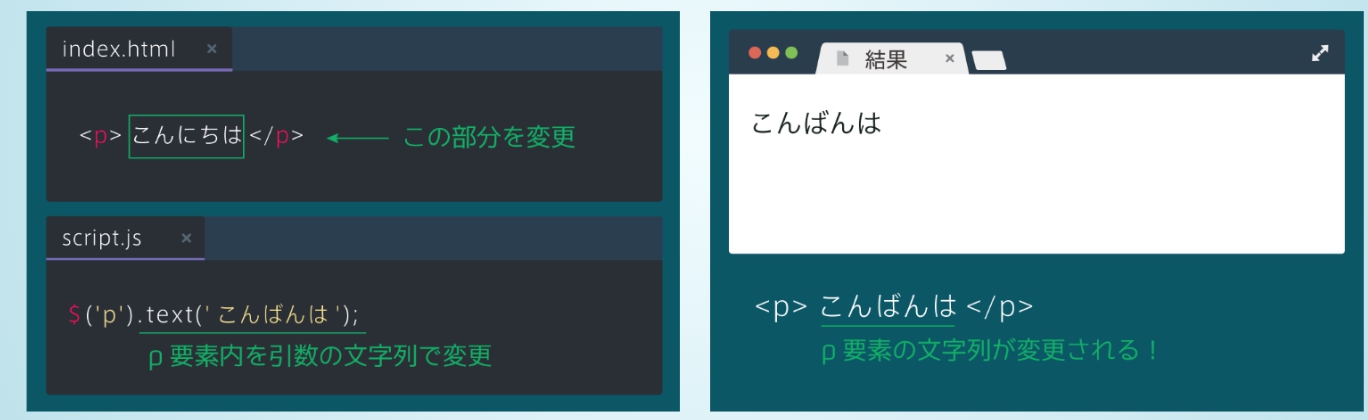 index.html ×
<p> こんにちは </p> ← この部分を変更
script.js ×
$('p').text(' こんばんは ');
p 要素内を引数の文字列で変更
結果 ×
こんばんは
<p> こんばんは </p>
p 要素の文字列が変更される！